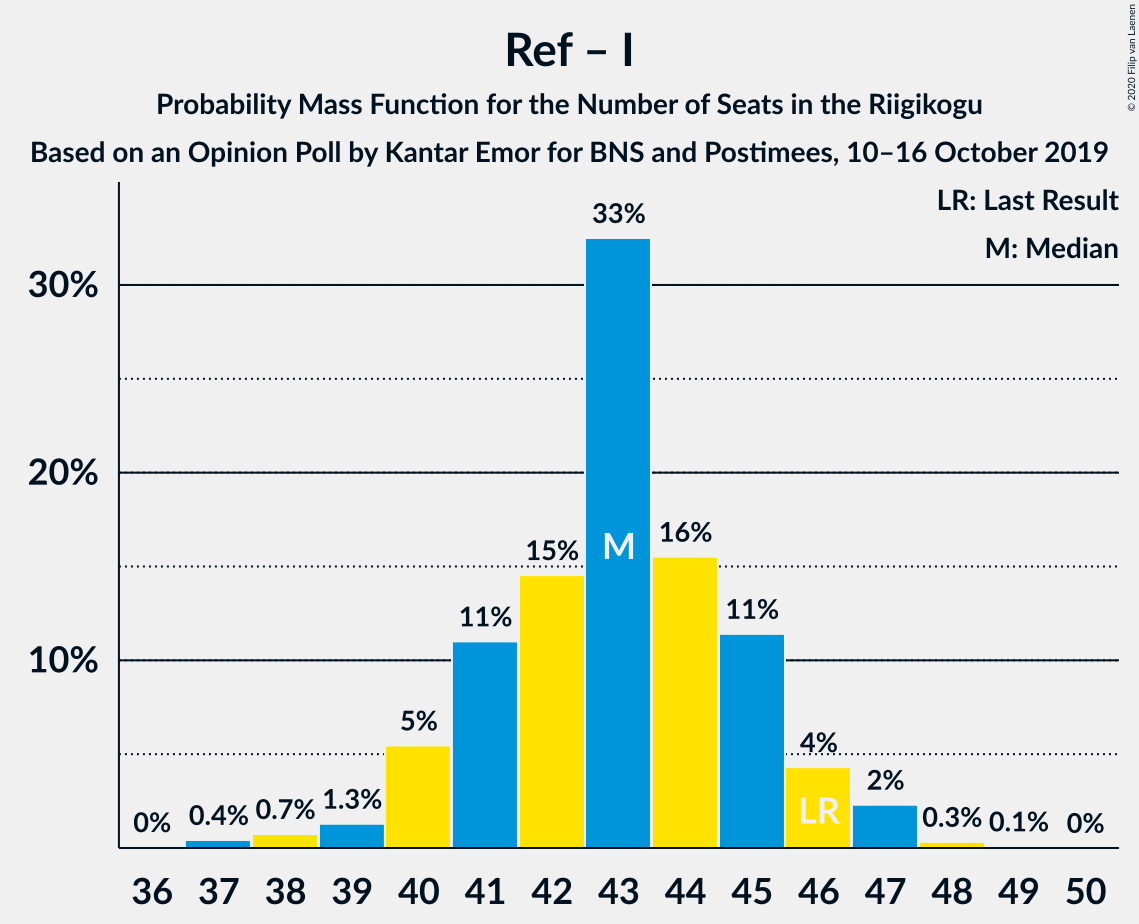 Ref – I
Probability Mass Function for the Number of Seats in the Riigikogu
Based on an Opinion Poll by Kantar Emor for BNS and Postimees, 10–16 October 2019
© 2020 Filip van Laenen
LR: Last Result
M: Median
30%
20%
10%
0%
0.4%
0.7%
1.3%
5%
11%
15%
33%
16%
11%
4%
2%
0.3%
0.1%
0%
M
LR
36 37 38 39 40 41 42 43 44 45 46 47 48 49 50